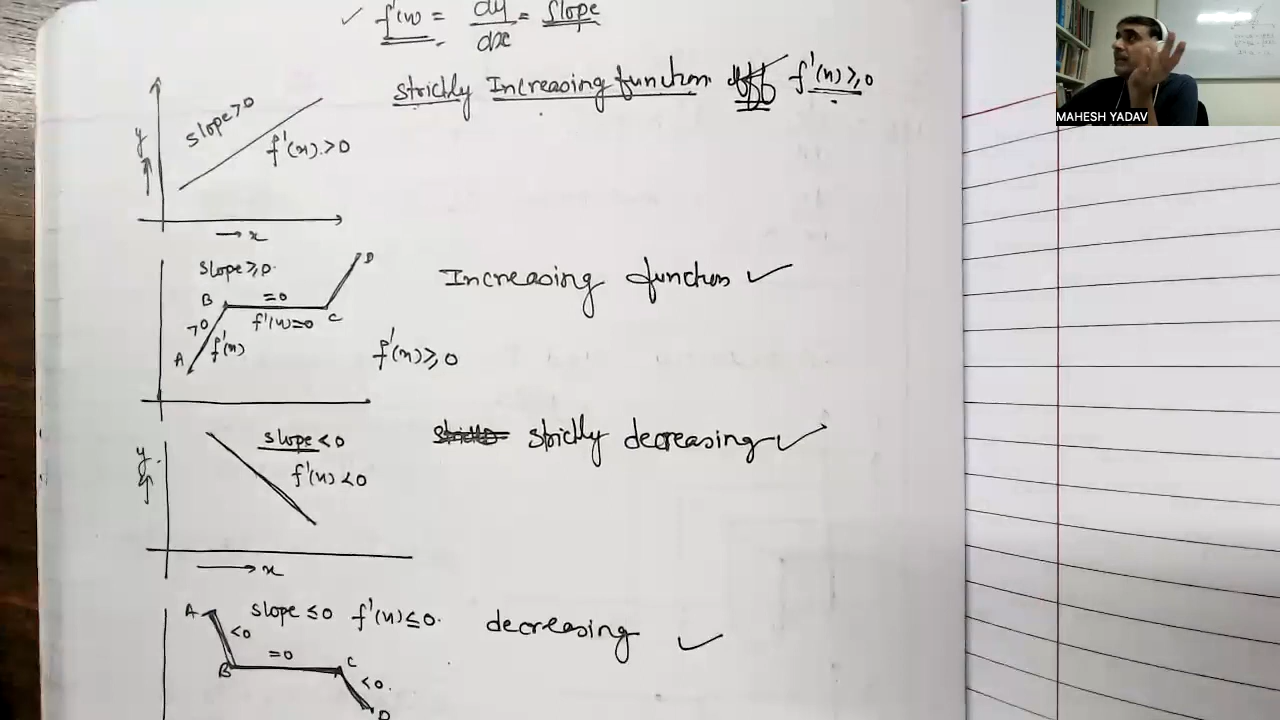 ✓ f'(x) = dy/dx = slope
strictly Increasing function f'(x) ≥ 0
slope > 0
f'(x) > 0
y
→ x
slope ≥ 0
D
B = 0 C
f'(x) = 0
> 0
f'(x)
A
f'(x) ≥ 0
Increasing function ✓
y
slope < 0
f'(x) < 0
strictly decreasing ✓
→ x
A slope ≤ 0 f'(x) ≤ 0. decreasing ✓
< 0
= 0
B C
< 0.
D
MAHESH YADAV